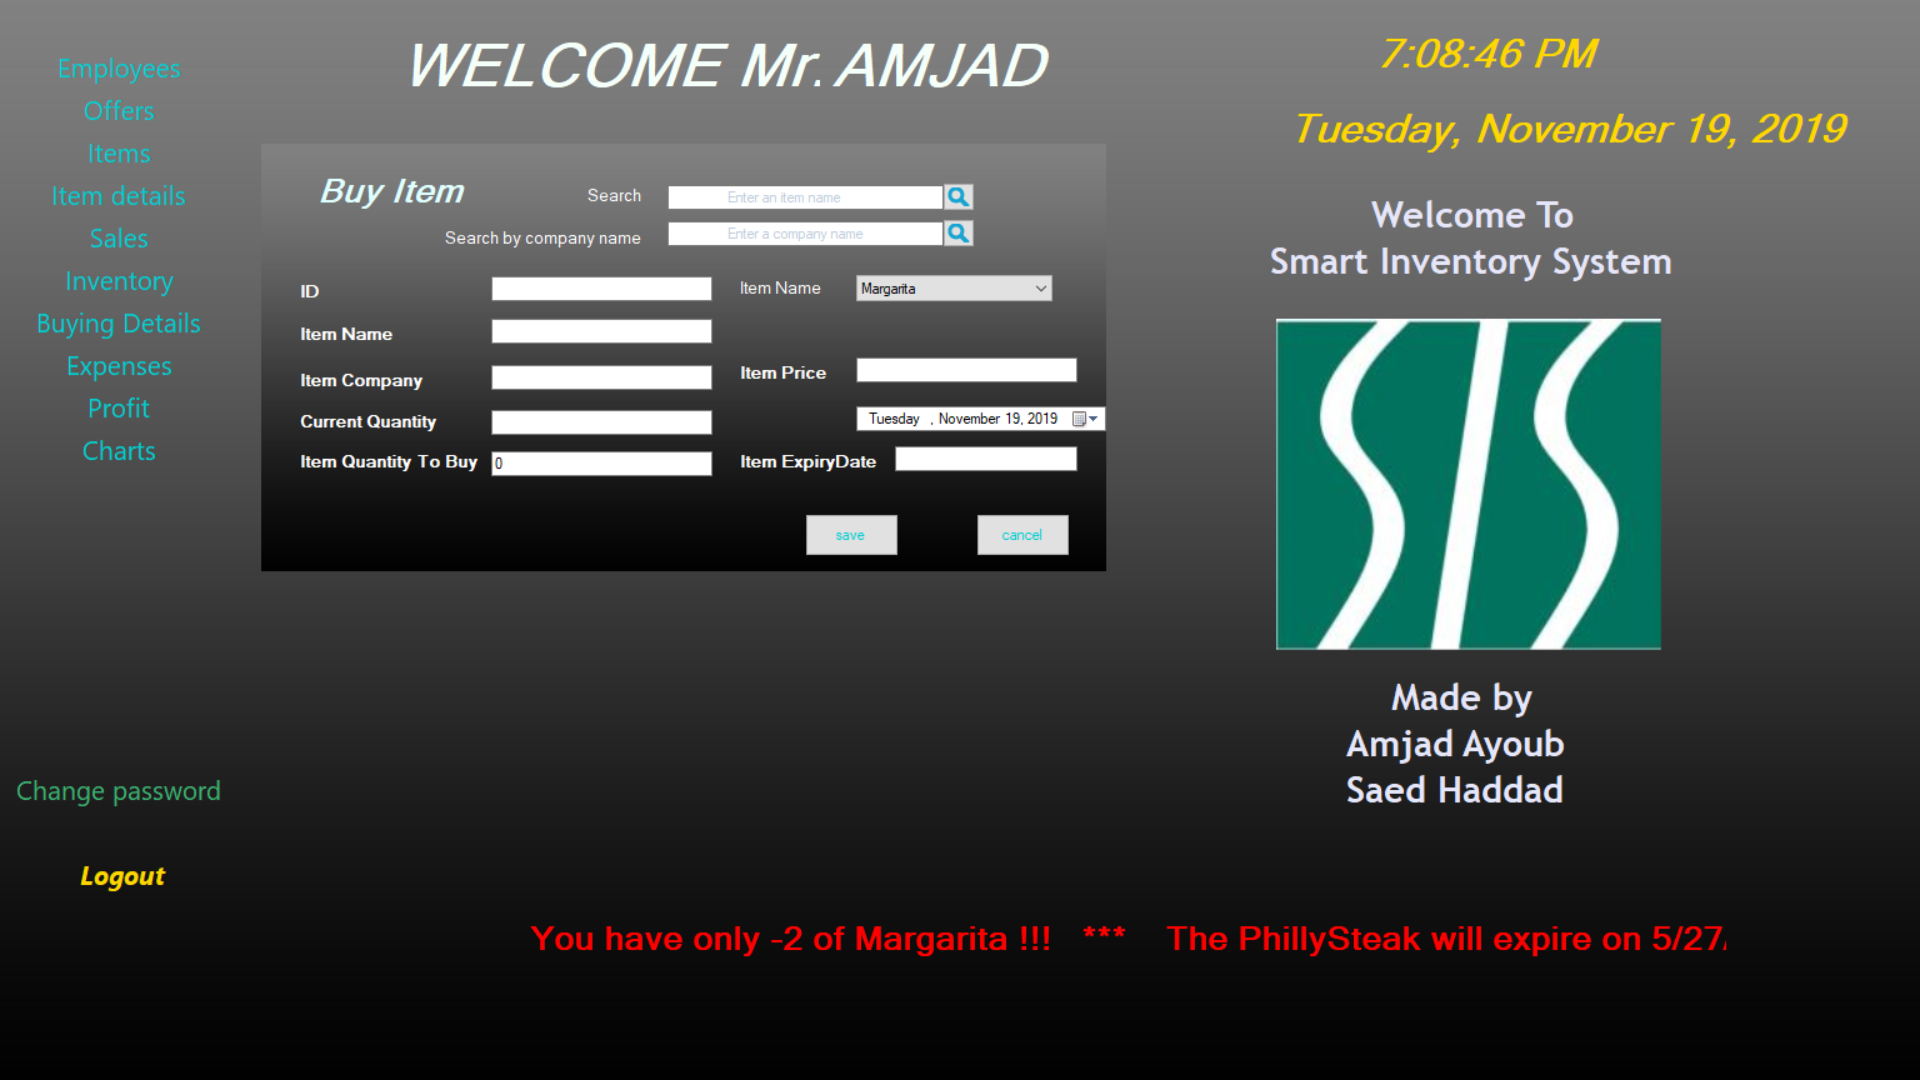 Employees
Offers
Items
Item details
Sales
Inventory
Buying Details
Expenses
Profit
Charts
Change password
Logout
WELCOME Mr. AMJAD
Buy Item
Search
Enter an item name
Search by company name
Enter a company name
ID
Item Name
Margarita
Item Name
Item Company
Item Price
Current Quantity
Tuesday , November 19, 2019
Item Quantity To Buy
0
Item ExpiryDate
save
cancel
7:08:46 PM
Tuesday, November 19, 2019
Welcome To
Smart Inventory System
SIS
Made by
Amjad Ayoub
Saed Haddad
You have only -2 of Margarita !!! *** The PhillySteak will expire on 5/27/